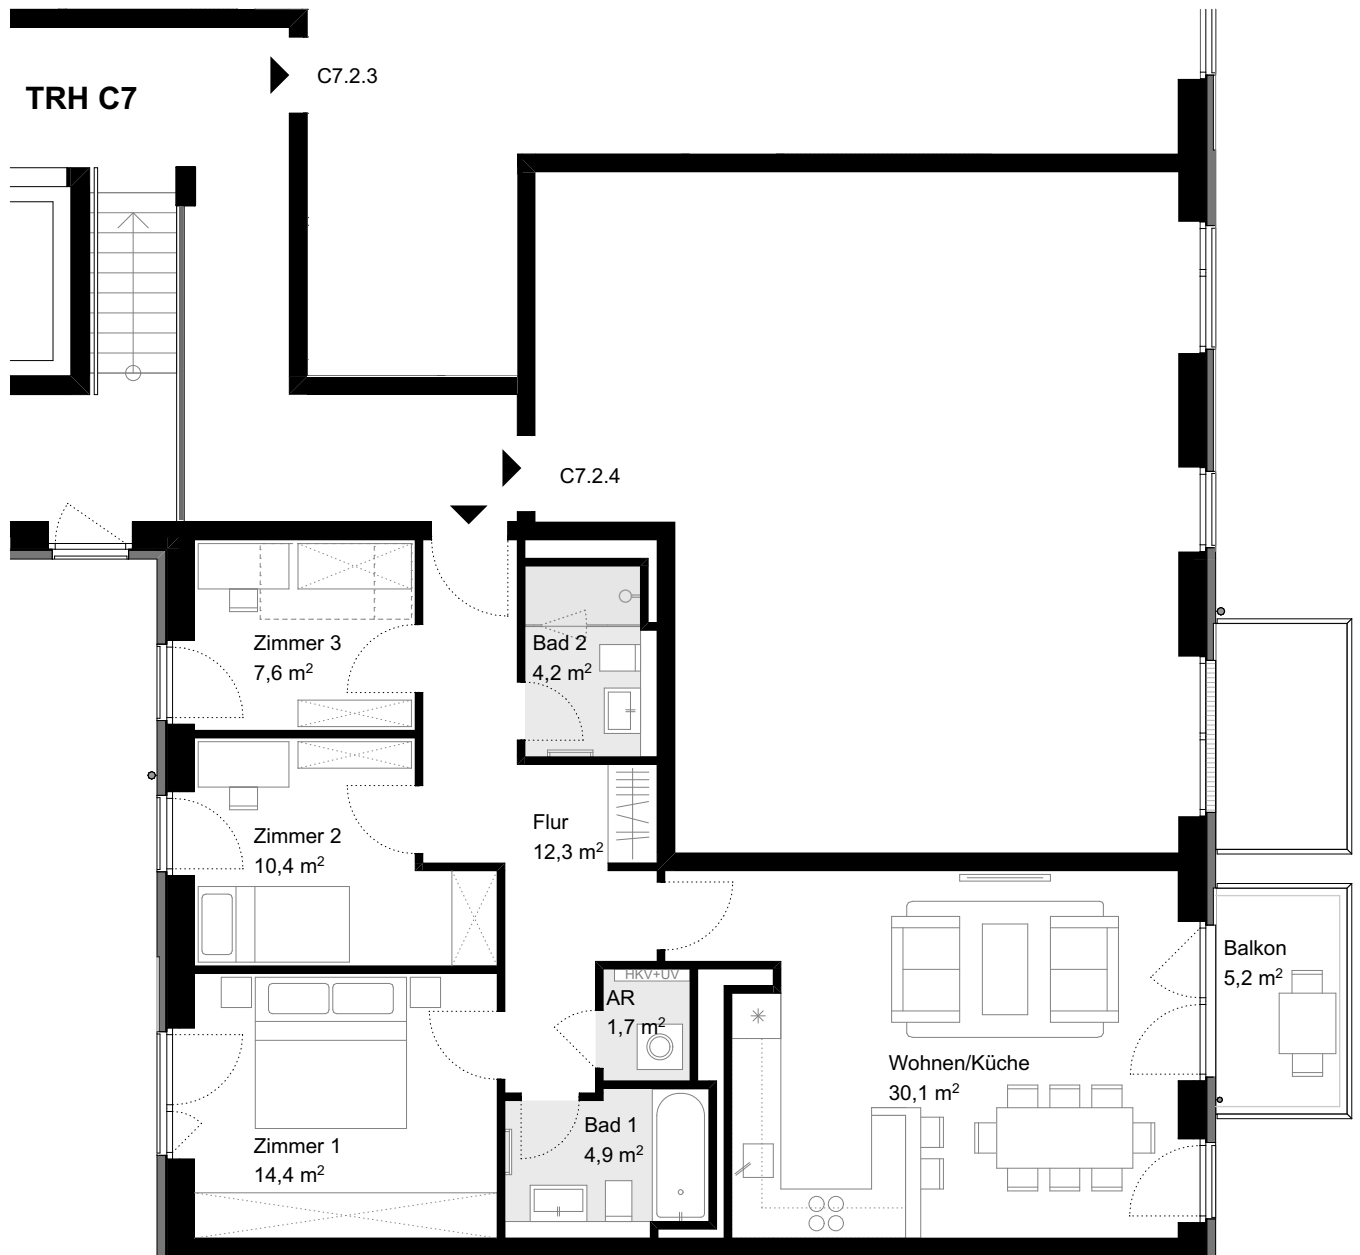 C7.2.3
TRH C7
C7.2.4
Zimmer 3
7,6 m²
Bad 2
4,2 m²
Zimmer 2
10,4 m²
Flur
12,3 m²
Balkon
5,2 m²
HKV+UV
AR
1,7 m²
Wohnen/Küche
30,1 m²
Zimmer 1
14,4 m²
Bad 1
4,9 m²